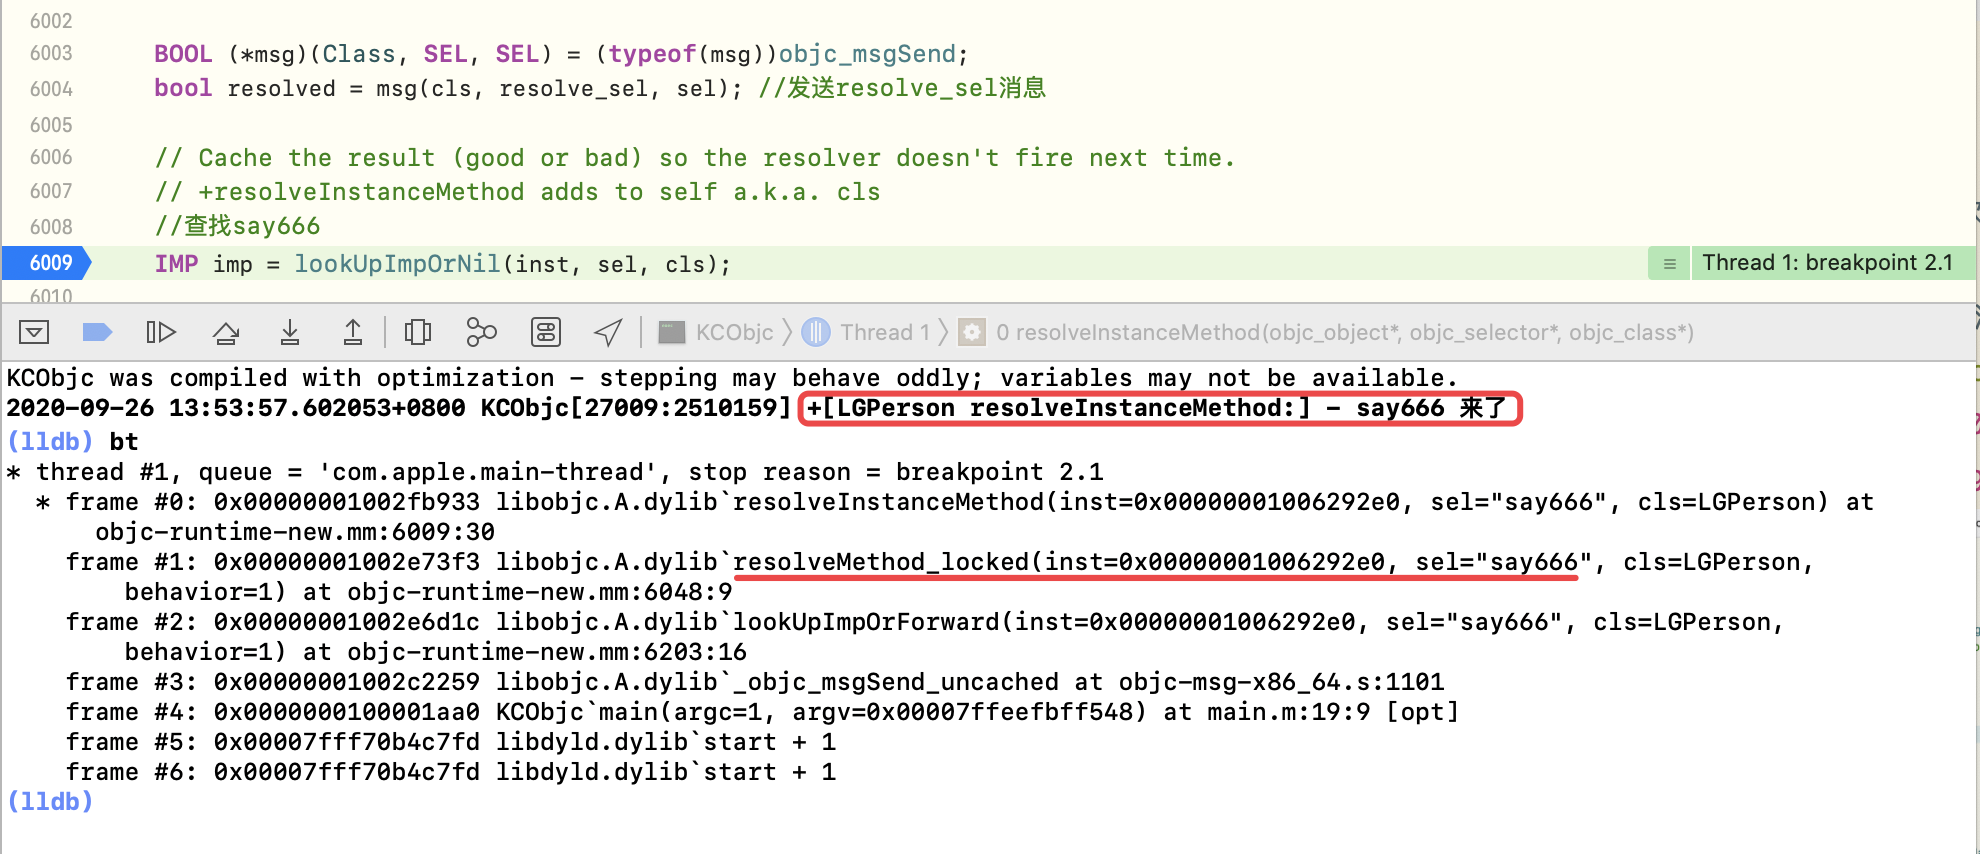 6002
6003 BOOL (*msg)(Class, SEL, SEL) = (typeof(msg))objc_msgSend;
6004 bool resolved = msg(cls, resolve_sel, sel); //发送resolve_sel消息
6005
6006 // Cache the result (good or bad) so the resolver doesn't fire next time.
6007 // +resolveInstanceMethod adds to self a.k.a. cls
6008 //查找say666
6009 IMP imp = lookUpImpOrNil(inst, sel, cls); Thread 1: breakpoint 2.1
6010
KCObjc Thread 1 0 resolveInstanceMethod(objc_object*, objc_selector*, objc_class*)
KCObjc was compiled with optimization - stepping may behave oddly; variables may not be available.
2020-09-26 13:53:57.602053+0800 KCObjc[27009:2510159] +[LGPerson resolveInstanceMethod:] - say666 来了
(lldb) bt
* thread #1, queue = 'com.apple.main-thread', stop reason = breakpoint 2.1
* frame #0: 0x00000001002fb933 libobjc.A.dylib`resolveInstanceMethod(inst=0x00000001006292e0, sel="say666", cls=LGPerson) at
objc-runtime-new.mm:6009:30
frame #1: 0x00000001002e73f3 libobjc.A.dylib`resolveMethod_locked(inst=0x00000001006292e0, sel="say666", cls=LGPerson,
behavior=1) at objc-runtime-new.mm:6048:9
frame #2: 0x00000001002e6d1c libobjc.A.dylib`lookUpImpOrForward(inst=0x00000001006292e0, sel="say666", cls=LGPerson,
behavior=1) at objc-runtime-new.mm:6203:16
frame #3: 0x00000001002c2259 libobjc.A.dylib`_objc_msgSend_uncached at objc-msg-x86_64.s:1101
frame #4: 0x0000000100001aa0 KCObjc`main(argc=1, argv=0x00007ffeefbff548) at main.m:19:9 [opt]
frame #5: 0x00007fff70b4c7fd libdyld.dylib`start + 1
frame #6: 0x00007fff70b4c7fd libdyld.dylib`start + 1
(lldb)